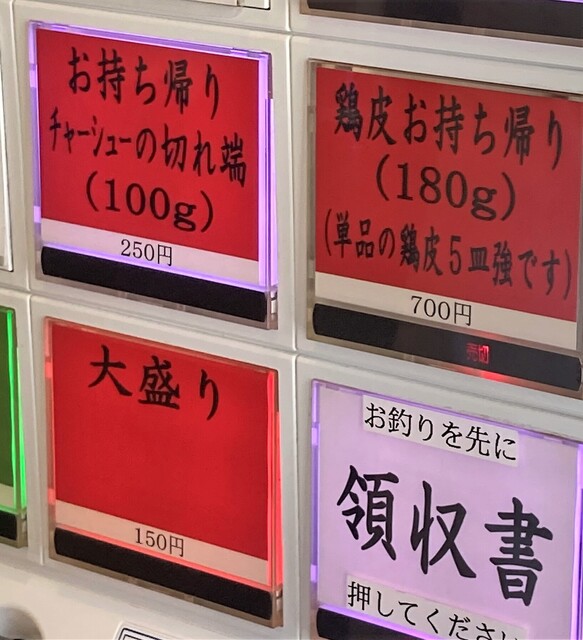 お持ち帰り
チャーシューの切れ端
(100g)
250円
鶏皮お持ち帰り
(180g)
(単品の鶏皮5皿強です)
700円
売切
大盛り
150円
お釣りを先に
領収書
押してくださ